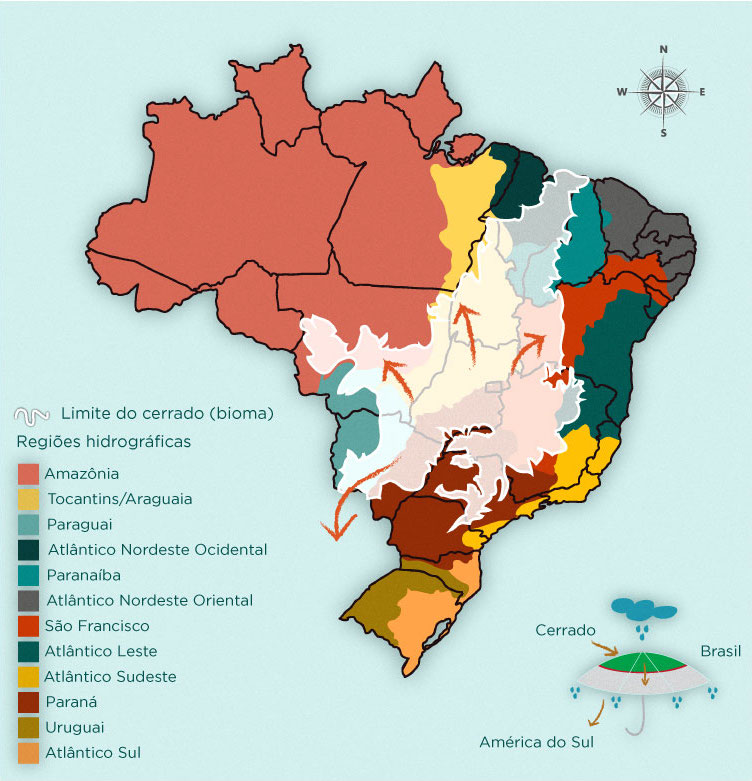 N
W E
S
Limite do cerrado (bioma)
Regiões hidrográficas
Amazônia
Tocantins/Araguaia
Paraguai
Atlântico Nordeste Ocidental
Paranaíba
Atlântico Nordeste Oriental
São Francisco
Atlântico Leste
Atlântico Sudeste
Paraná
Uruguai
Atlântico Sul
Cerrado
Brasil
América do Sul